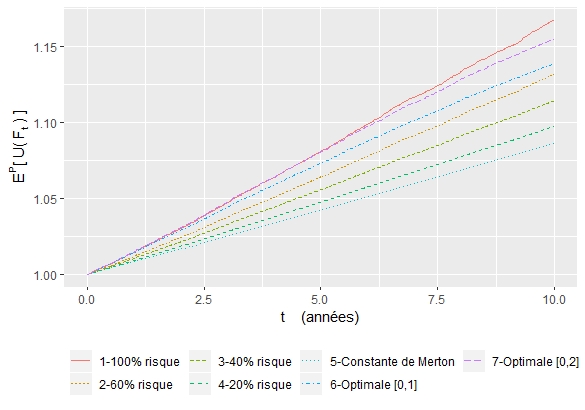 1.15
1.10
1.05
1.00
E^P[ U( F_t ) ]
0.0 2.5 5.0 7.5 10.0
t (années)
1-100% risque 3-40% risque 5-Constante de Merton 7-Optimale [0,2]
2-60% risque 4-20% risque 6-Optimale [0,1]